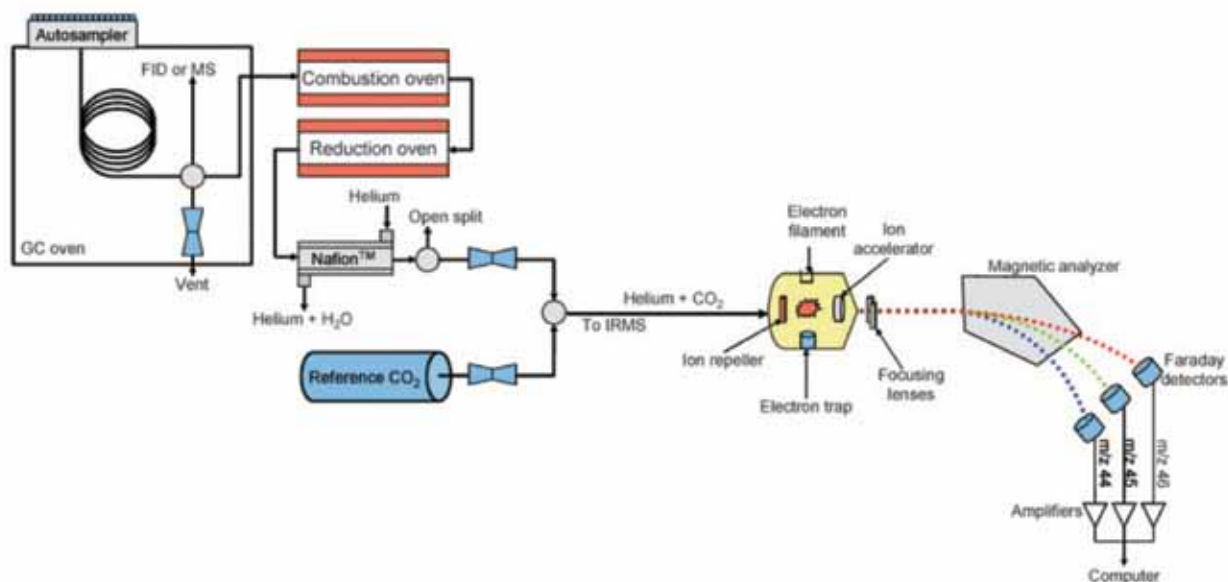 Autosampler
FID or MS
GC oven
Vent
Combustion oven
Reduction oven
Helium
Open split
Nafion™
Helium + H₂O
Reference CO₂
Helium + CO₂
To IRMS
Electron
filament
Ion
accelerator
Ion repeller
Electron trap
Focusing
lenses
Magnetic analyzer
Faraday
detectors
m/z 44
m/z 45
m/z 46
Amplifiers
Computer